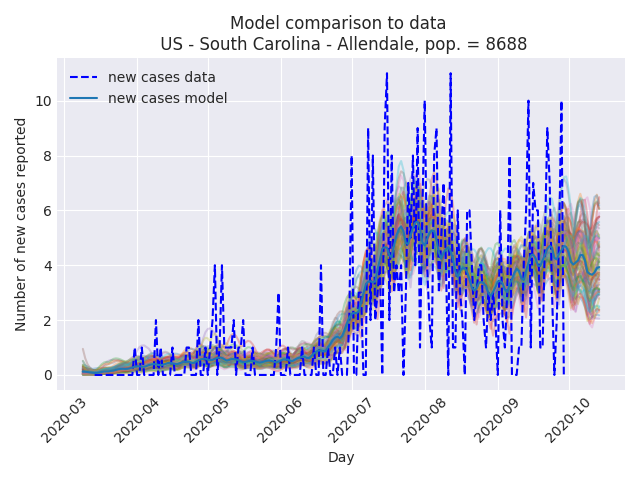 Model comparison to data
US - South Carolina - Allendale, pop. = 8688
new cases data
new cases model
Number of new cases reported
10
8
6
4
2
0
2020-03
2020-04
2020-05
2020-06
2020-07
2020-08
2020-09
2020-10
Day